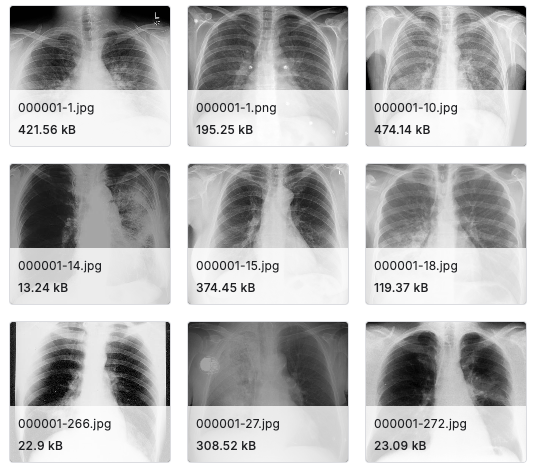 000001-1.jpg
421.56 kB
000001-1.png
195.25 kB
000001-10.jpg
474.14 kB
000001-14.jpg
13.24 kB
000001-15.jpg
374.45 kB
000001-18.jpg
119.37 kB
000001-266.jpg
22.9 kB
000001-27.jpg
308.52 kB
000001-272.jpg
23.09 kB